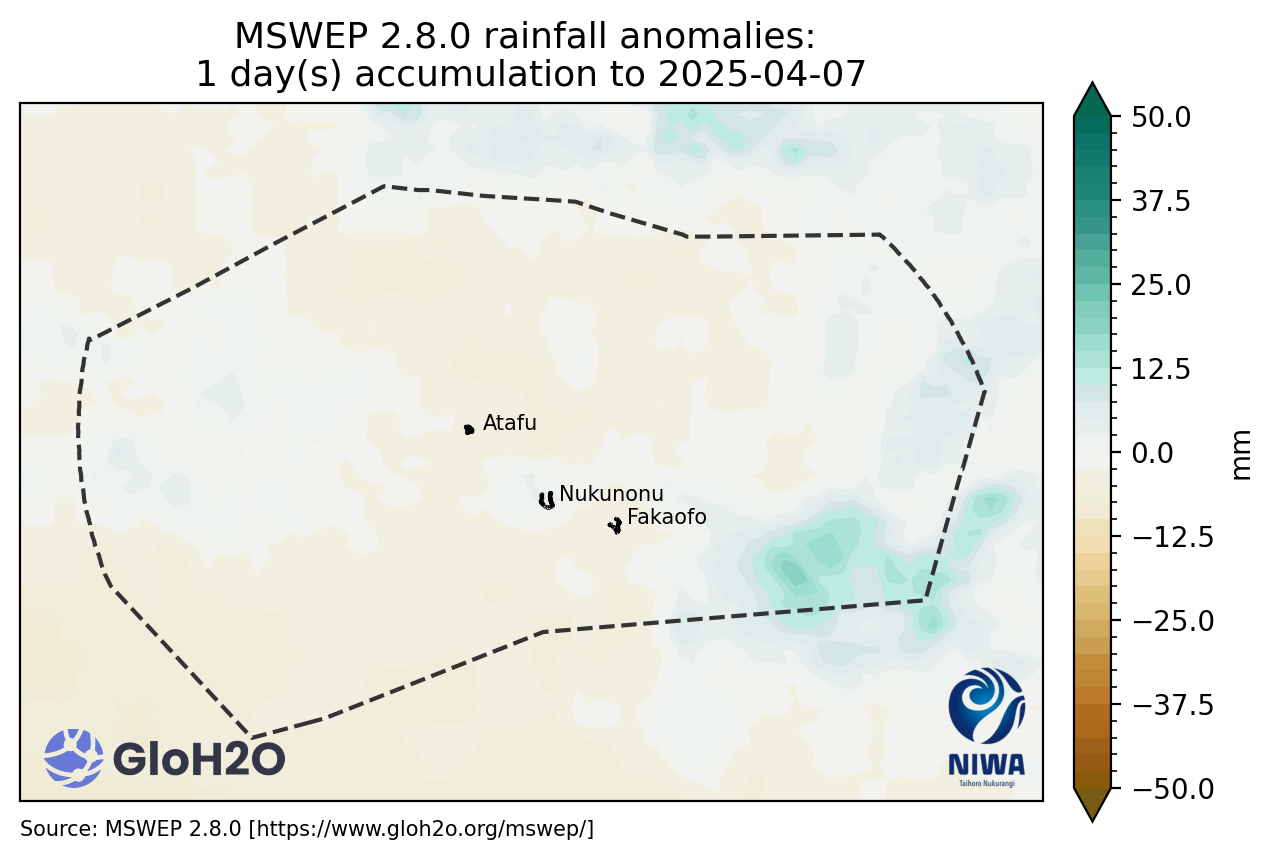 MSWEP 2.8.0 rainfall anomalies:
1 day(s) accumulation to 2025-04-07
50.0
37.5
25.0
12.5
0.0
−12.5
−25.0
−37.5
−50.0
mm
Atafu
Nukunonu
Fakaofo
GloH2O
NIWA
Taihoro Nukurangi
Source: MSWEP 2.8.0 [https://www.gloh2o.org/mswep/]